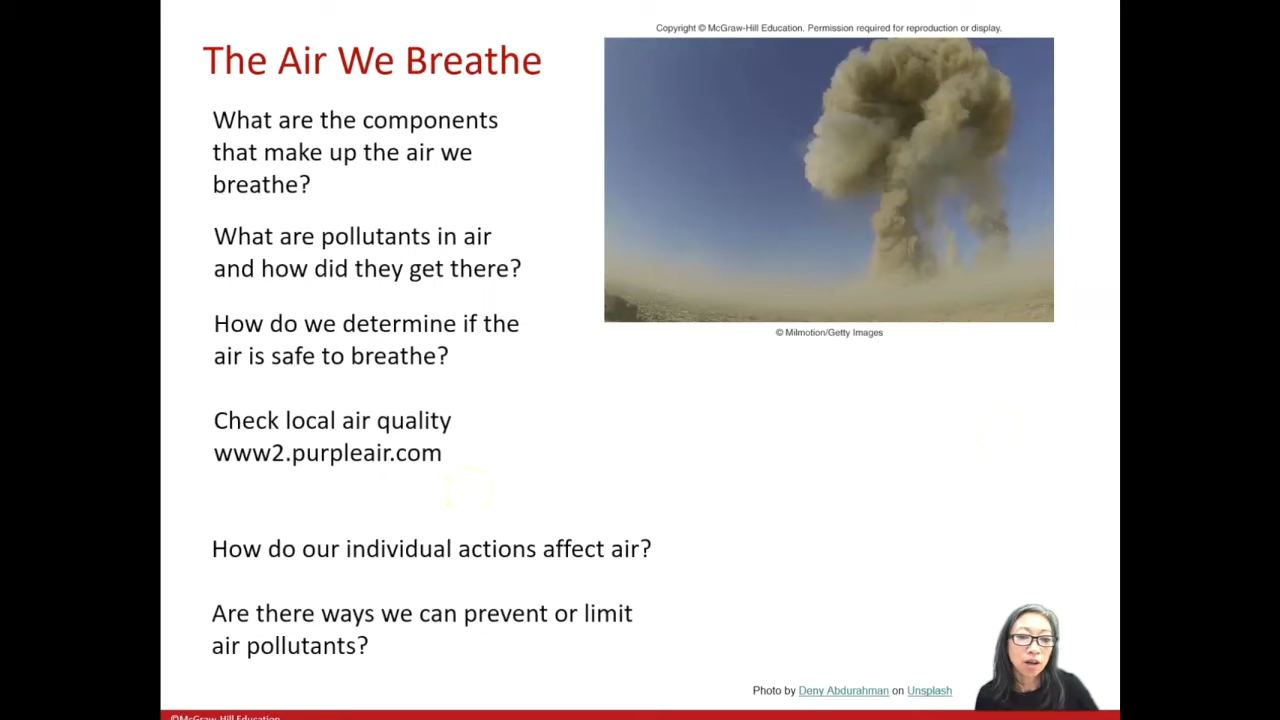 Copyright © McGraw-Hill Education. Permission required for reproduction or display.
The Air We Breathe
What are the components
that make up the air we
breathe?
What are pollutants in air
and how did they get there?
How do we determine if the
air is safe to breathe?
© Milmotion/Getty Images
Check local air quality
www2.purpleair.com
How do our individual actions affect air?
Are there ways we can prevent or limit
air pollutants?
Photo by Deny Abdurahman on Unsplash
©McGraw-Hill Education